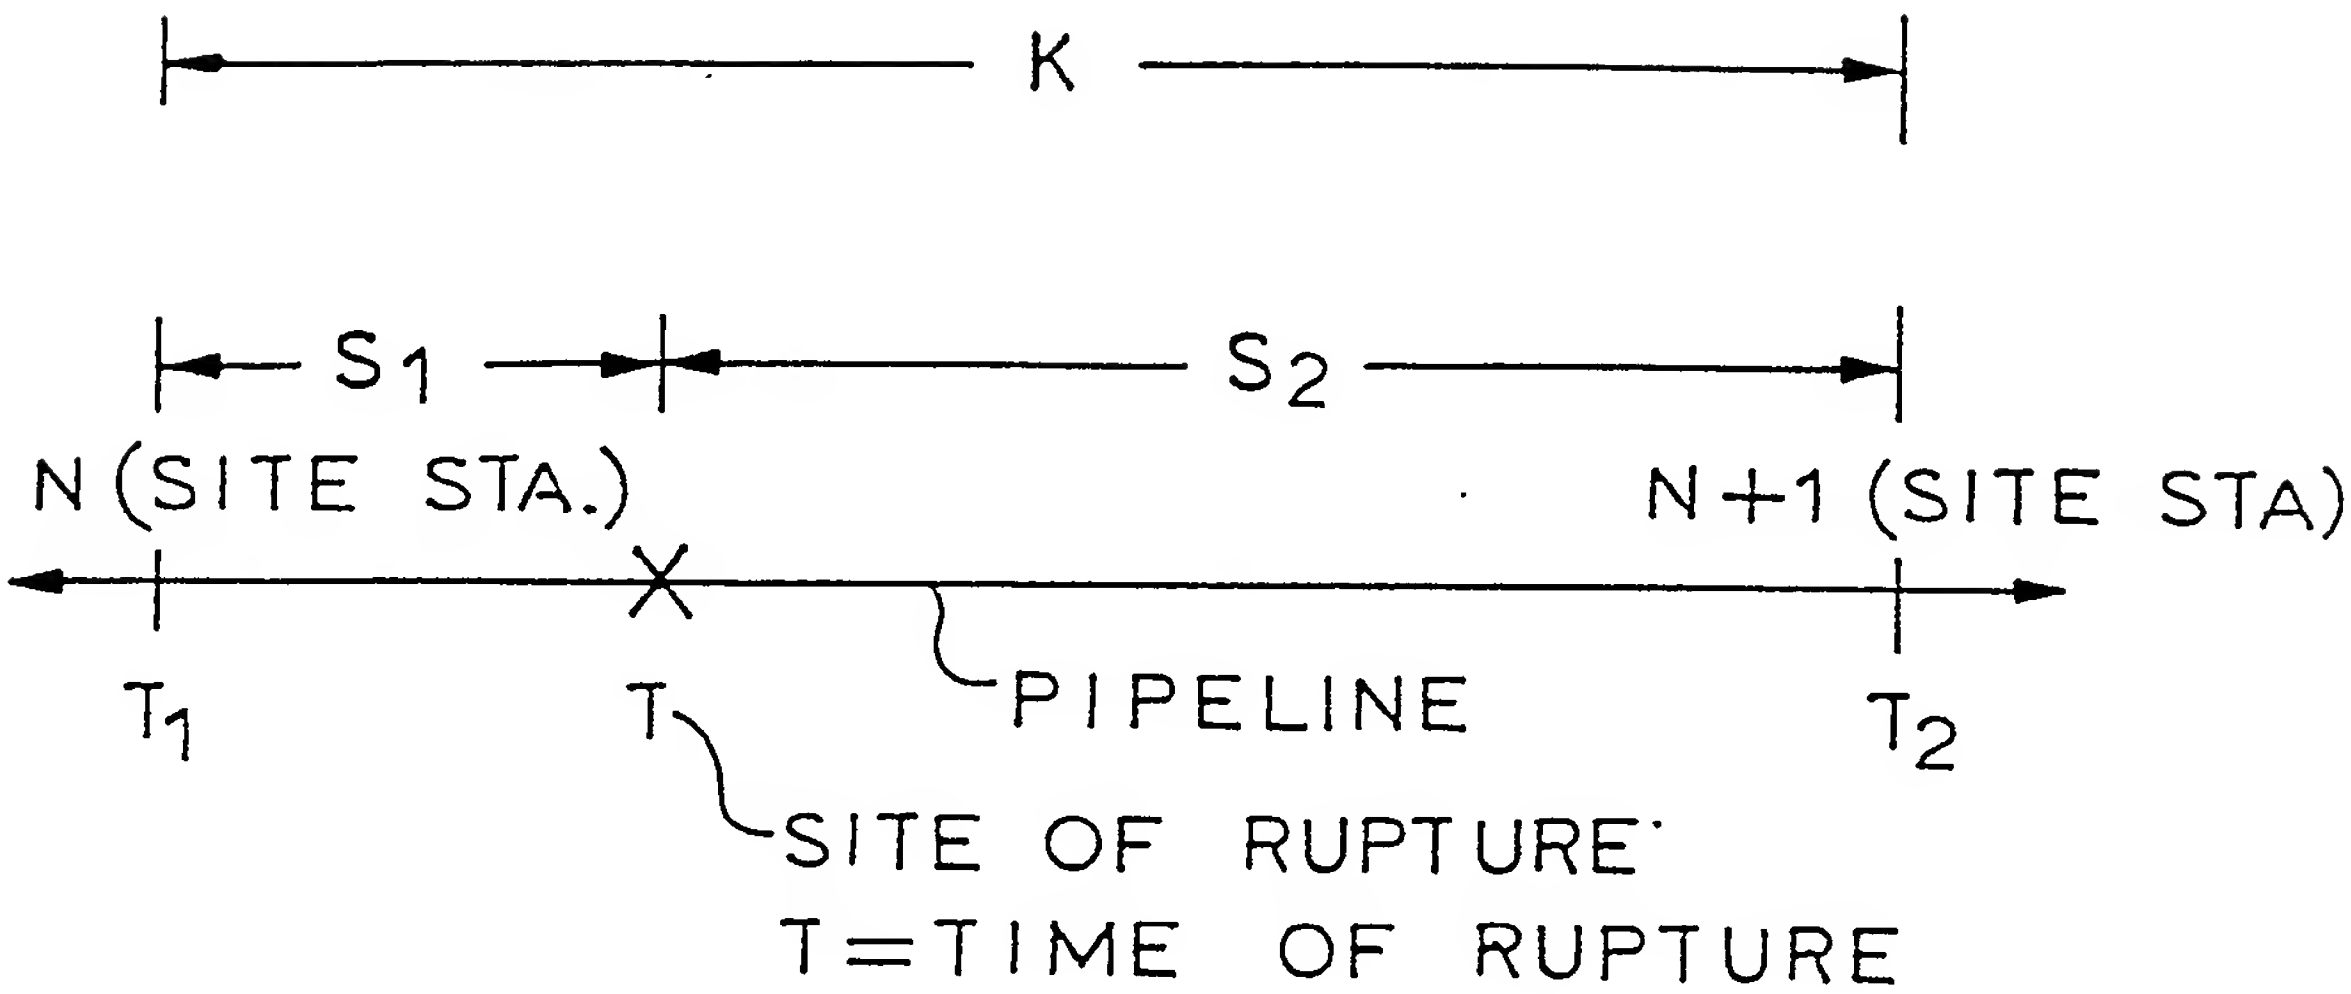 K
S1 S2
N (SITE STA.) N+1 (SITE STA)
T1 T PIPELINE T2
SITE OF RUPTURE
T=TIME OF RUPTURE